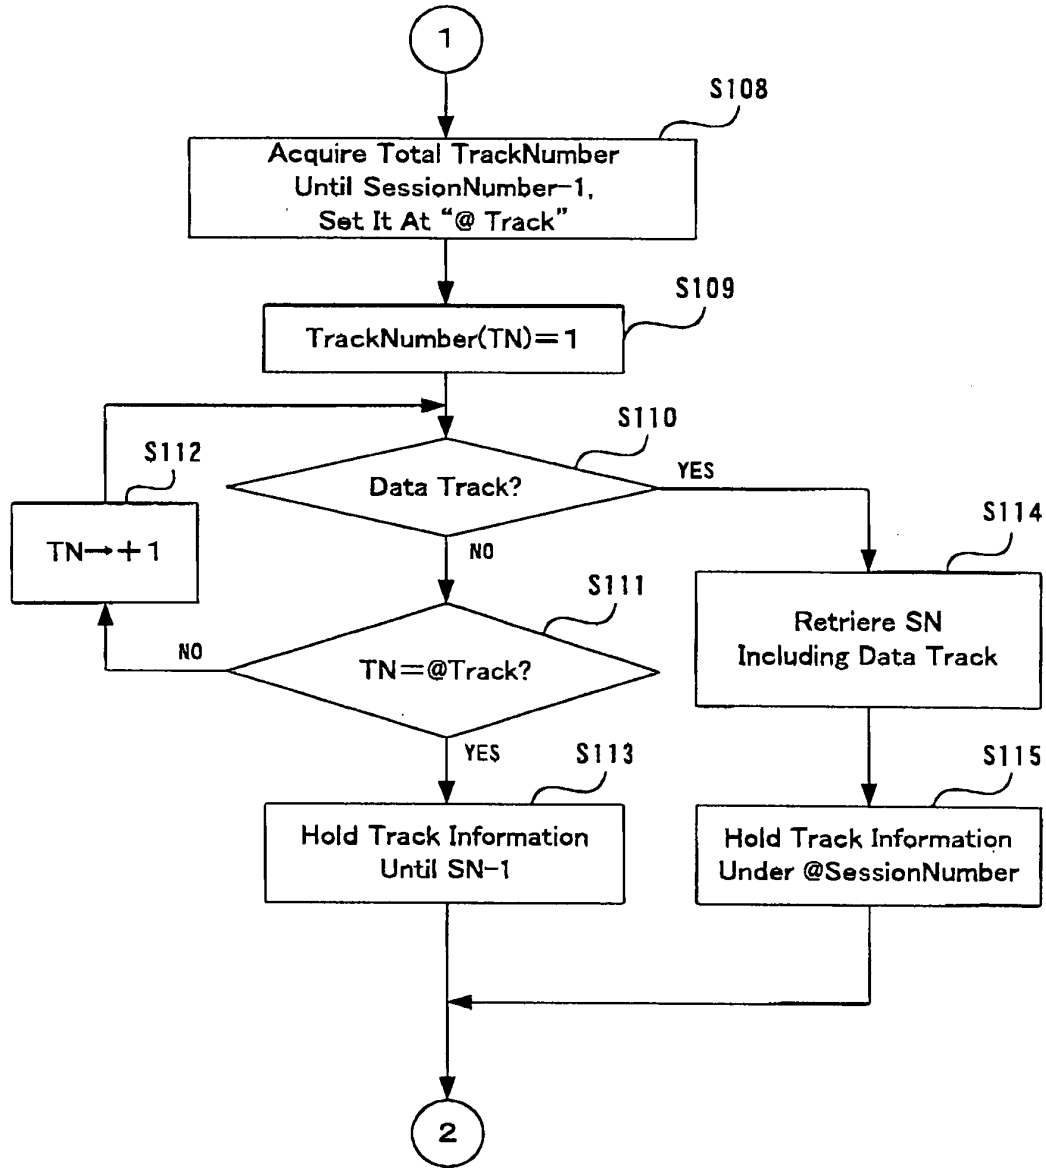 1
S108
Acquire Total TrackNumber
Until SessionNumber-1,
Set It At “@ Track”
S109
TrackNumber(TN)=1
S110
Data Track?
YES
NO
S112
TN→+1
S111
TN=@Track?
NO
YES
S114
Retriere SN
Including Data Track
S113
Hold Track Information
Until SN-1
S115
Hold Track Information
Under @SessionNumber
2